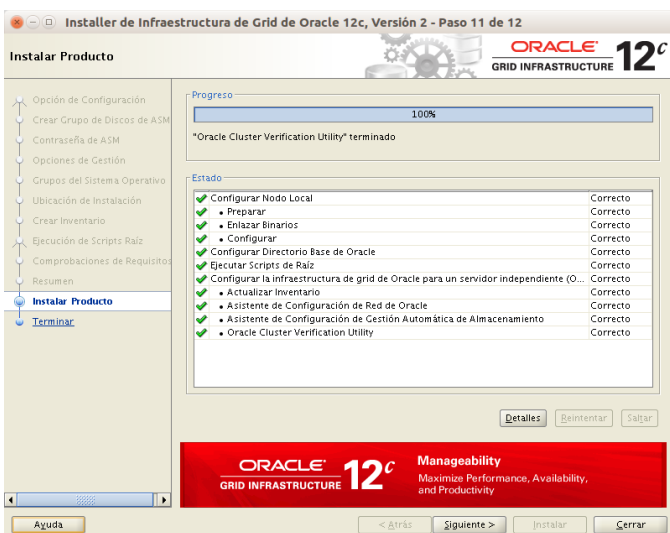 Installer de Infraestructura de Grid de Oracle 12c, Versión 2 - Paso 11 de 12
Instalar Producto
ORACLE
GRID INFRASTRUCTURE 12c
Opción de Configuración
Crear Grupo de Discos de ASM
Contraseña de ASM
Opciones de Gestión
Grupos del Sistema Operativo
Ubicación de Instalación
Crear Inventario
Ejecución de Scripts Raíz
Comprobaciones de Requisitos
Resumen
Instalar Producto
Terminar
Progreso
100%
"Oracle Cluster Verification Utility" terminado
Estado
Configurar Nodo Local Correcto
• Preparar Correcto
• Enlazar Binarios Correcto
• Configurar Correcto
Configurar Directorio Base de Oracle Correcto
Ejecutar Scripts de Raíz Correcto
Configurar la infraestructura de grid de Oracle para un servidor independiente (O... Correcto
• Actualizar Inventario Correcto
• Asistente de Configuración de Red de Oracle Correcto
• Asistente de Configuración de Gestión Automática de Almacenamiento Correcto
• Oracle Cluster Verification Utility Correcto
Detalles Reintentar Saltar
ORACLE
GRID INFRASTRUCTURE 12c
Manageability
Maximize Performance, Availability,
and Productivity
Ayuda < Atrás Siguiente > Instalar Cerrar